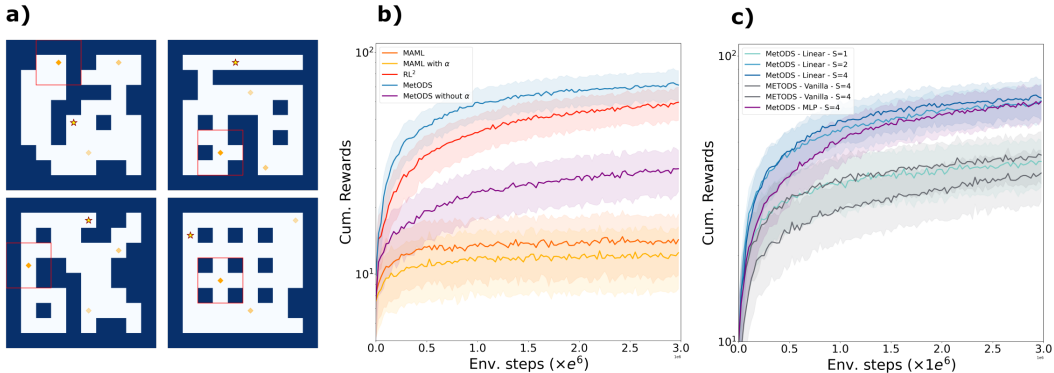 a)
b)
10²
10¹
Cum. Rewards
MAML
MAML with α
RL²
MetODS
MetODS without α
0.0 0.5 1.0 1.5 2.0 2.5 3.0
1e6
Env. steps (×e⁶)
c)
10²
10¹
Cum. Rewards
MetODS - Linear - S=1
MetODS - Linear - S=2
MetODS - Linear - S=4
METODS - Vanilla - S=4
METODS - Vanilla - S=4
MetODS - MLP - S=4
0.0 0.5 1.0 1.5 2.0 2.5 3.0
1e6
Env. steps (×1e⁶)